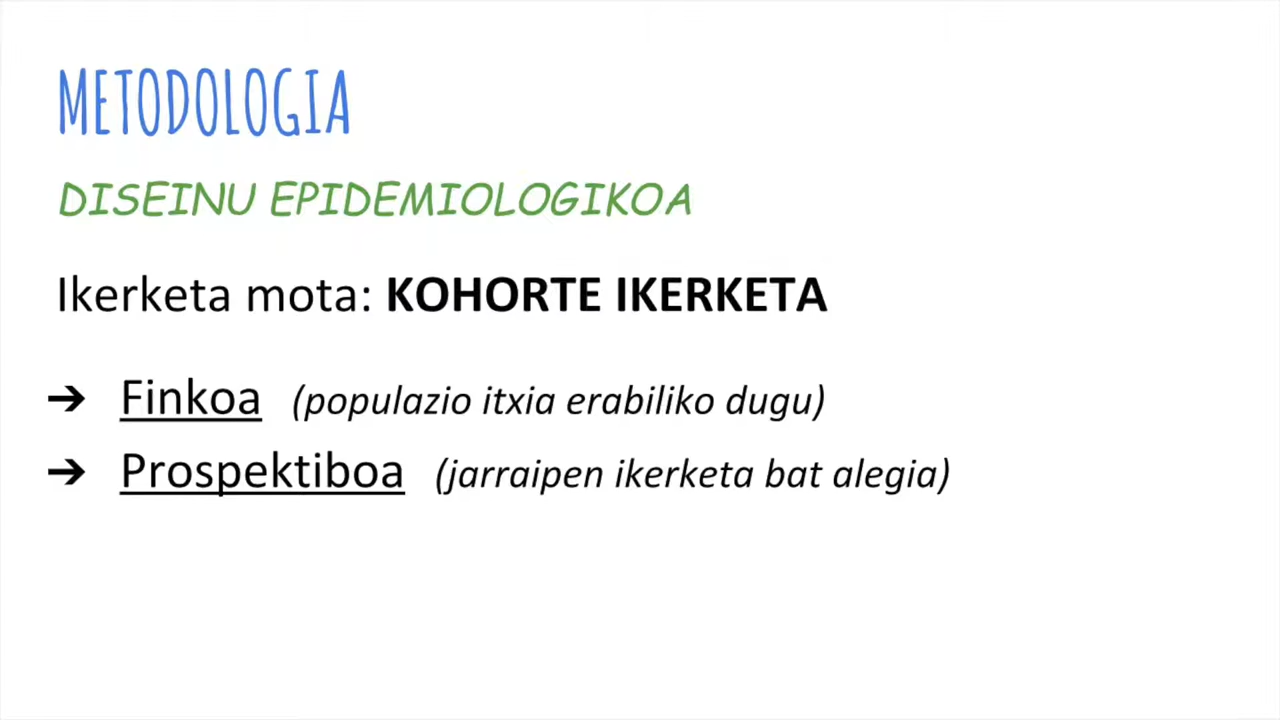 METODOLOGIA
DISEINU EPIDEMIOLOGIKOA
Ikerketa mota: KOHORTE IKERKETA
➔ Finkoa (populazio itxia erabiliko dugu)
➔ Prospektiboa (jarraipen ikerketa bat alegia)